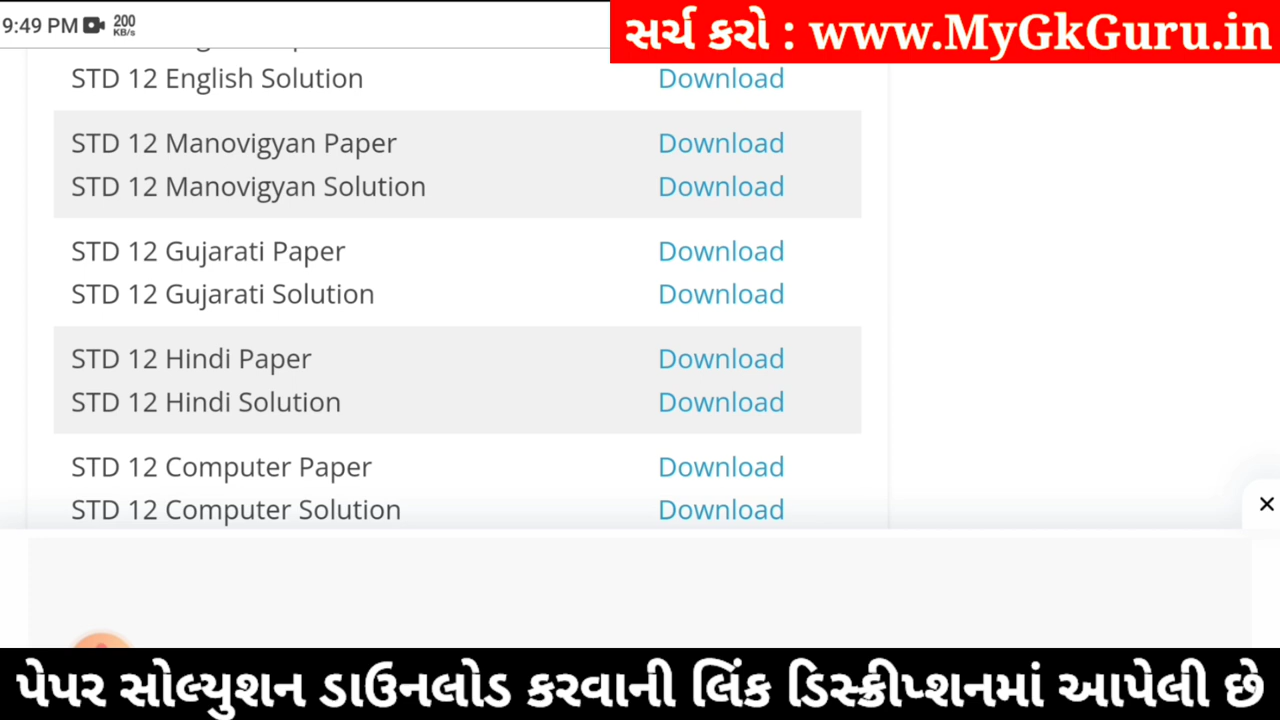 9:49 PM 200 KB/s
સર્ચ કરો : www.MyGkGuru.in
STD 12 English Solution Download
STD 12 Manovigyan Paper Download
STD 12 Manovigyan Solution Download
STD 12 Gujarati Paper Download
STD 12 Gujarati Solution Download
STD 12 Hindi Paper Download
STD 12 Hindi Solution Download
STD 12 Computer Paper Download
STD 12 Computer Solution Download
પેપર સોલ્યુશન ડાઉનલોડ કરવાની લિંક ડિસ્ક્રીપ્શનમાં આપેલી છે